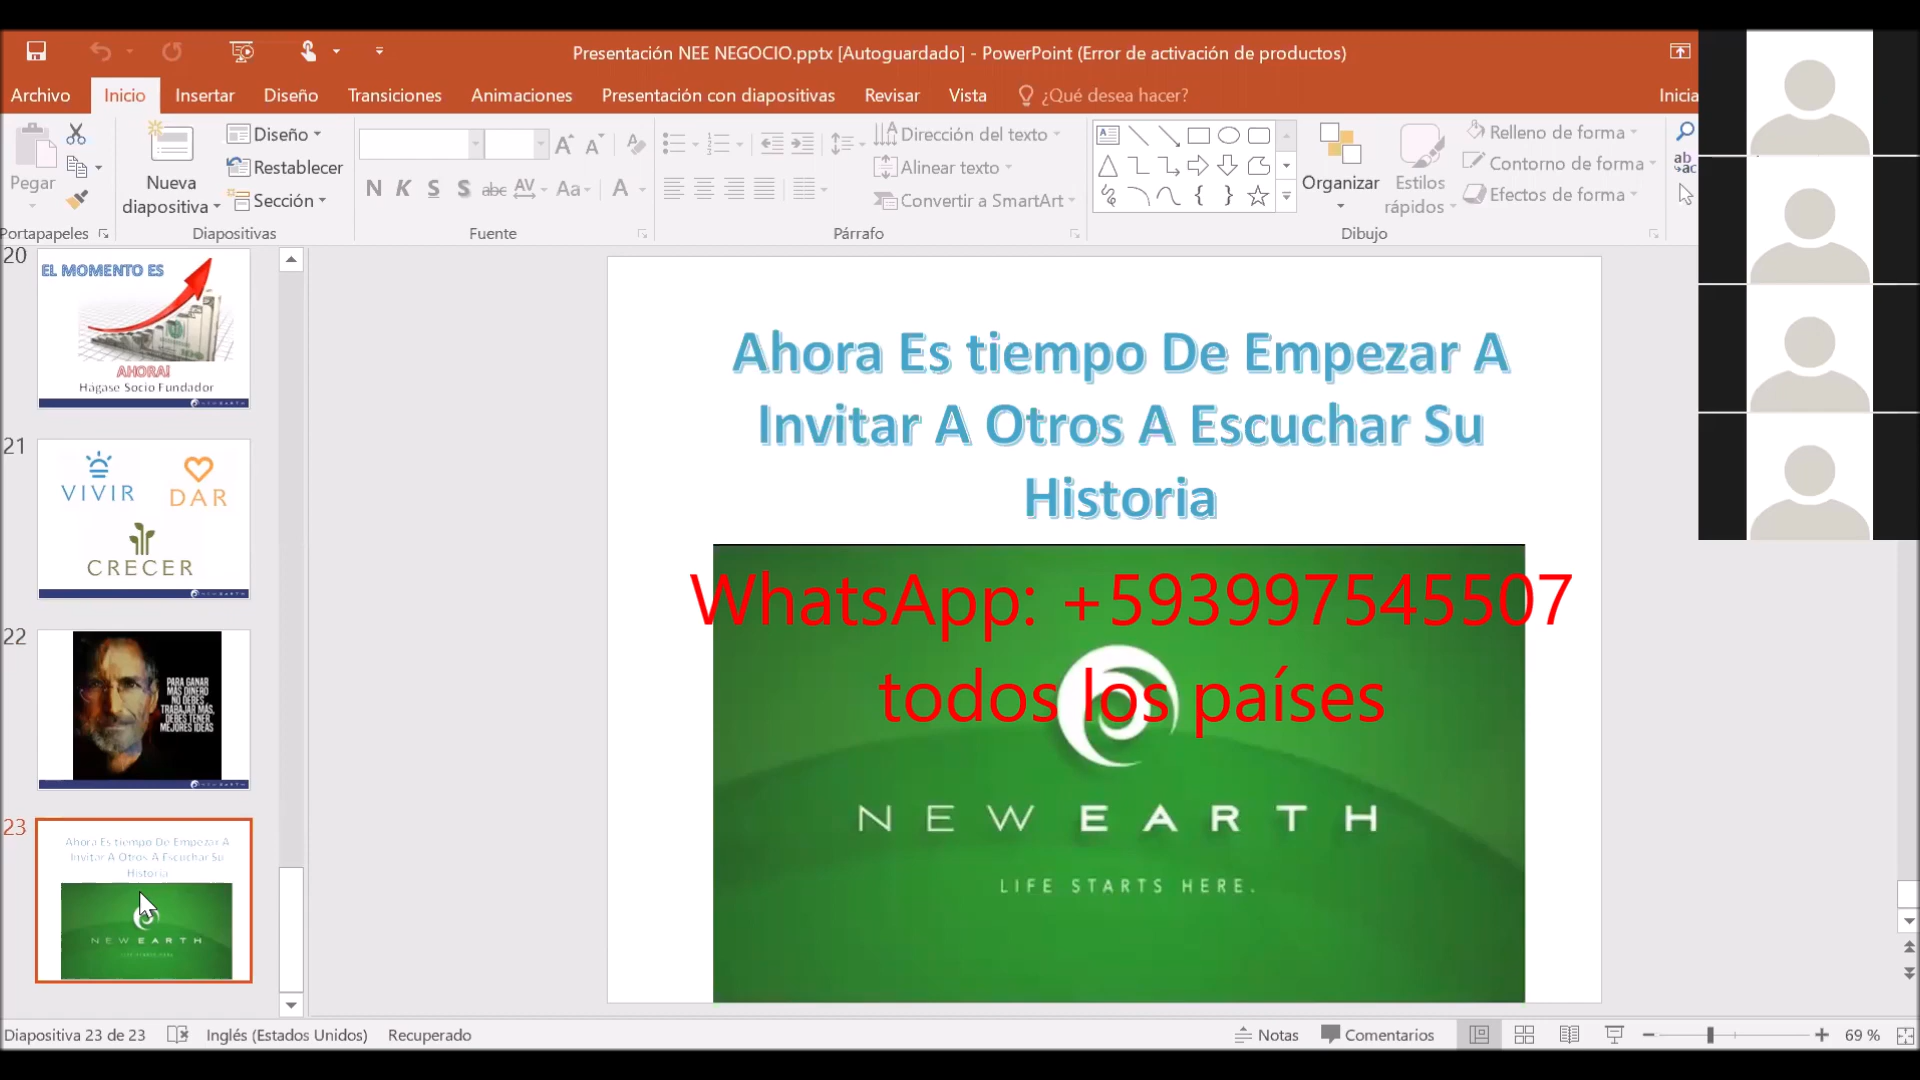 Presentación NEE NEGOCIO.pptx [Autoguardado] - PowerPoint (Error de activación de productos)
Archivo
Inicio
Insertar
Diseño
Transiciones
Animaciones
Presentación con diapositivas
Revisar
Vista
¿Qué desea hacer?
Inicia
Pegar
Nueva diapositiva
Diseño
Restablecer
Sección
N K S S abc AV Aa A
Dirección del texto
Alinear texto
Convertir a SmartArt
Organizar
Estilos rápidos
Relleno de forma
Contorno de forma
Efectos de forma
ab
Portapapeles
Diapositivas
Fuente
Párrafo
Dibujo
20
EL MOMENTO ES
AHORA!
Hágase Socio Fundador
21
VIVIR
DAR
CRECER
22
PARA GANAR
MÁS DINERO
NO DEBES
TRABAJAR MÁS,
DEBES TENER
MEJORES IDEAS
23
Ahora Es tiempo De Empezar A
Invitar A Otros A Escuchar Su
Historia
NEWEARTH
Ahora Es tiempo De Empezar A
Invitar A Otros A Escuchar Su
Historia
WhatsApp: +593997545507
todos los países
NEWEARTH
LIFE STARTS HERE.
Diapositiva 23 de 23
Inglés (Estados Unidos)
Recuperado
Notas
Comentarios
69 %